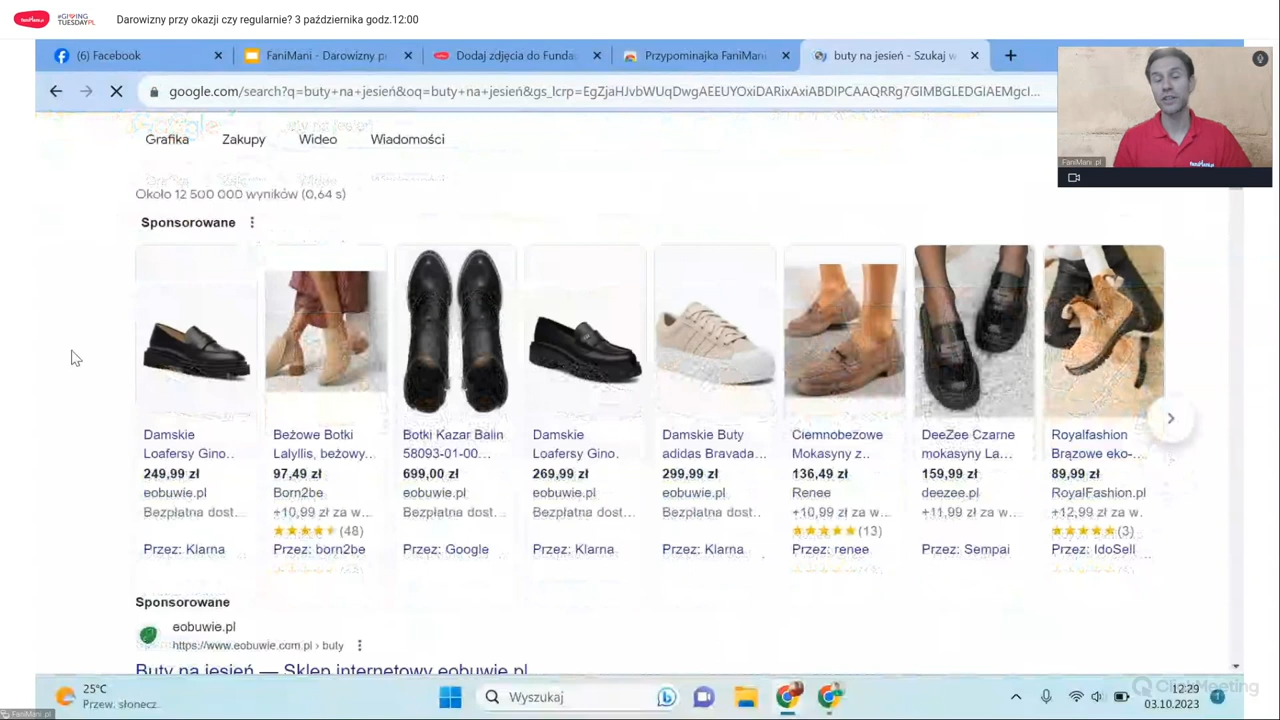 FaniMani.pl
#GIVING
TUESDAYPL
Darowizny przy okazji czy regularnie? 3 października godz.12:00
(6) Facebook
FaniMani - Darowizny pr
Dodaj zdjęcia do Funda
Przypominajka FaniMani
buty na jesień - Szukaj w
google.com/search?q=buty+na+jesień&oq=buty+na+jesień&gs_lcrp=EgZjaHJvbWUqDwgAEEUYOxiDARixAxiABDIPCAAQRRg7GIMBGLEDGIAEMgcI...
FaniMani .pl
Grafika
Zakupy
Wideo
Wiadomości
Około 12 500 000 wyników (0,64 s)
Sponsorowane
Damskie
Loafersy Gino..
249,99 zł
eobuwie.pl
Bezpłatna dost...
Przez: Klarna
Beżowe Botki
Lalyllis, beżowy..
97,49 zł
Born2be
+10,99 zł za w...
(48)
Przez: born2be
Botki Kazar Balin
58093-01-00...
699,00 zł
eobuwie.pl
Bezpłatna dost...
Przez: Google
Damskie
Loafersy Gino.
269,99 zł
eobuwie.pl
Bezpłatna dost...
Przez: Klarna
Damskie Buty
adidas Bravada...
299,99 zł
eobuwie.pl
Bezpłatna dost...
Przez: Klarna
Ciemnobeżowe
Mokasyny z..
136,49 zł
Renee
+10,99 zł za w...
(13)
Przez: renee
DeeZee Czarne
mokasyny La...
159,99 zł
deezee.pl
+11,99 zł za w...
Przez: Sempai
Royalfashion
Brązowe eko-..
89,99 zł
RoyalFashion.pl
+12,99 zł za w.
(3)
Przez: IdoSell
Sponsorowane
eobuwie.pl
https://www.eobuwie.com.pl › buty
Buty na jesień — Sklep internetowy eobuwie.pl
25°C
Przew. słonecz.
Wyszukaj
ClickMeeting
12:29
03.10.2023
1
FaniMani .pl